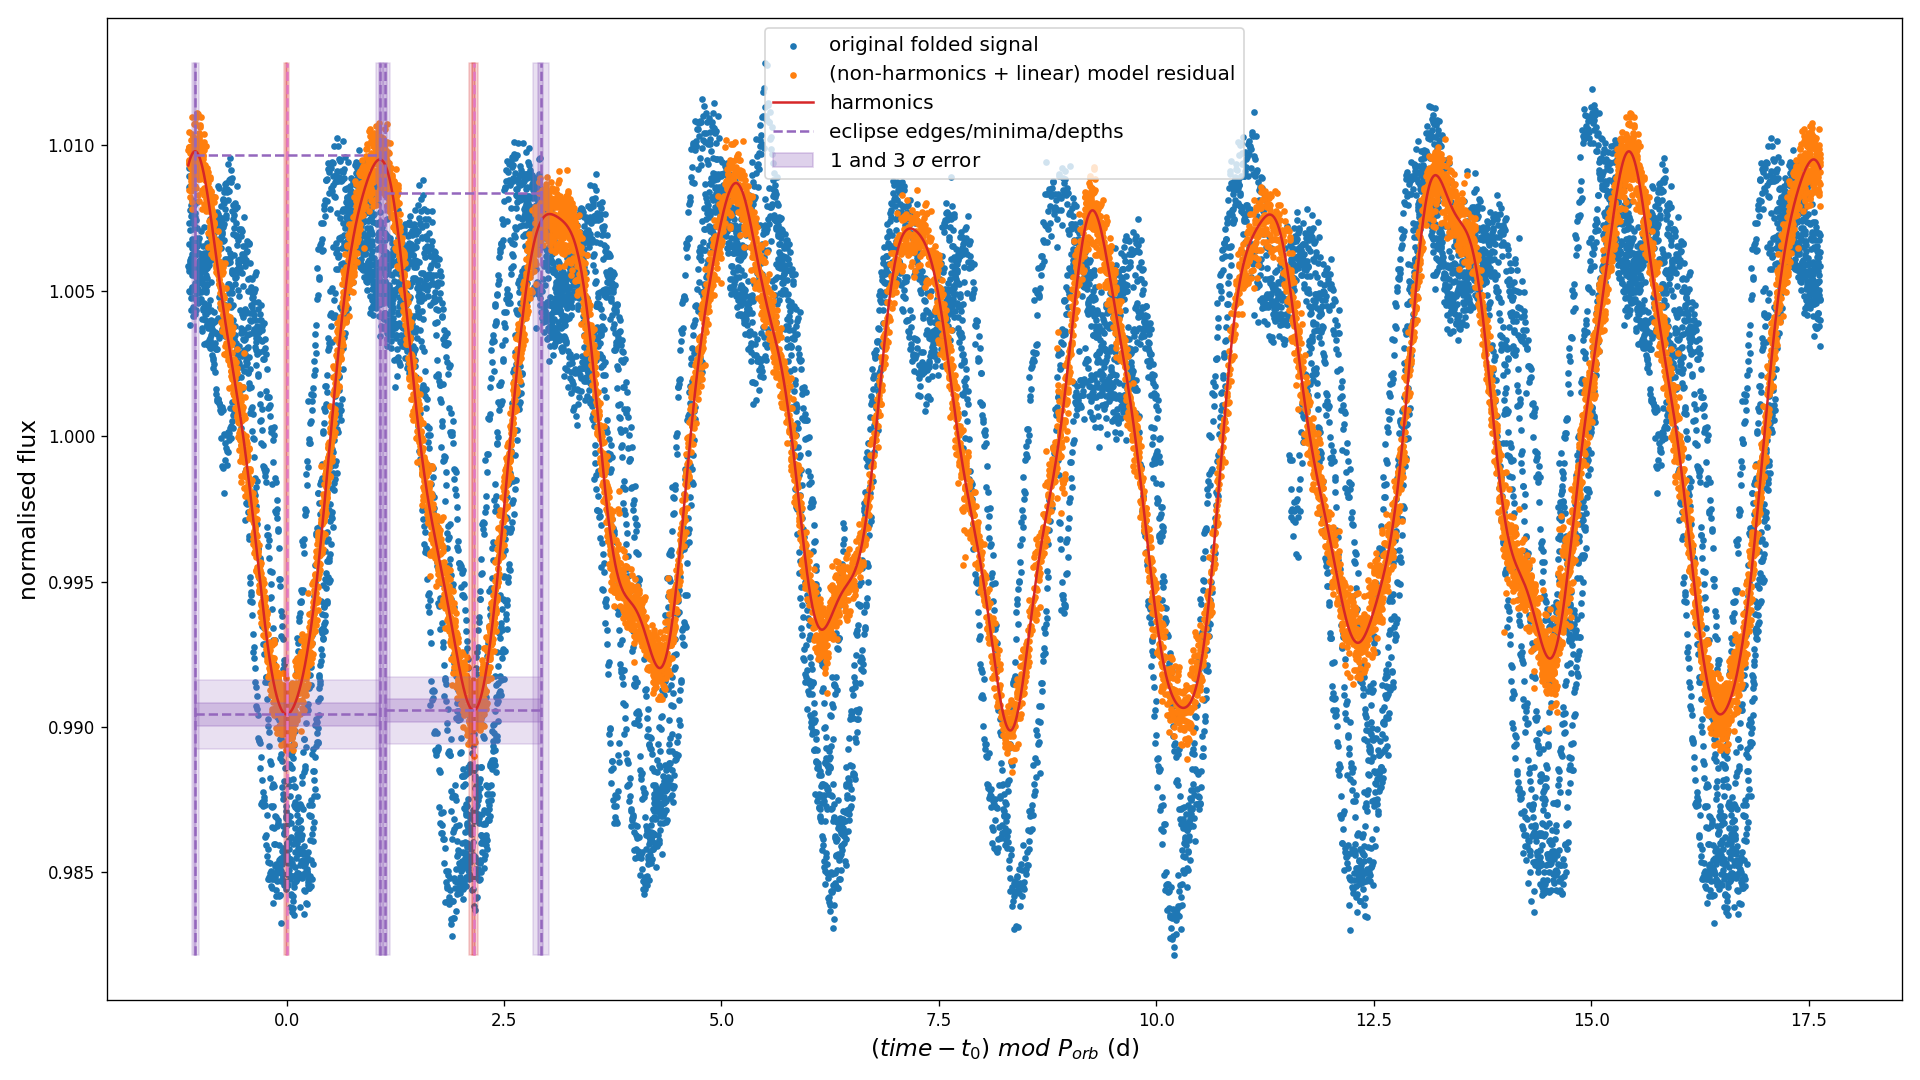 original folded signal
(non-harmonics + linear) model residual
harmonics
eclipse edges/minima/depths
1 and 3 σ error
normalised flux
1.010
1.005
1.000
0.995
0.990
0.985
0.0 2.5 5.0 7.5 10.0 12.5 15.0 17.5
(time − t₀) mod Pₒᵣb (d)